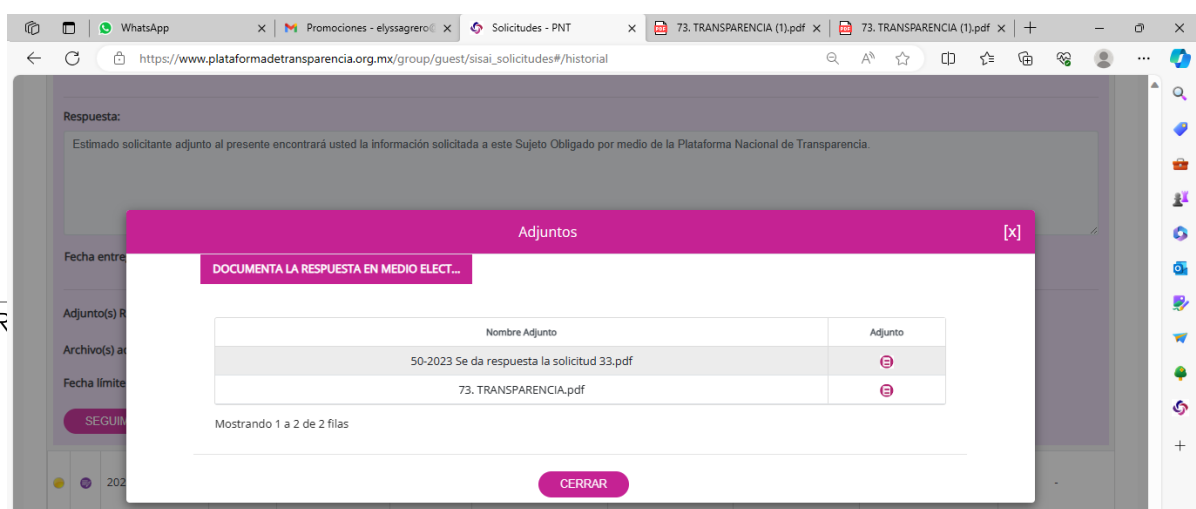 WhatsApp
Promociones - elyssagrero
Solicitudes - PNT
73. TRANSPARENCIA (1).pdf
73. TRANSPARENCIA (1).pdf
https://www.plataformadetransparencia.org.mx/group/guest/sisai_solicitudes#/historial
Respuesta:
Estimado solicitante adjunto al presente encontrará usted la información solicitada a este Sujeto Obligado por medio de la Plataforma Nacional de Transparencia.
Adjuntos [x]
Fecha entre
DOCUMENTA LA RESPUESTA EN MEDIO ELECT...
Adjunto(s) R
Nombre Adjunto Adjunto
Archivo(s) a
50-2023 Se da respuesta la solicitud 33.pdf
Fecha límite
73. TRANSPARENCIA.pdf
SEGUIM
Mostrando 1 a 2 de 2 filas
202
CERRAR
-